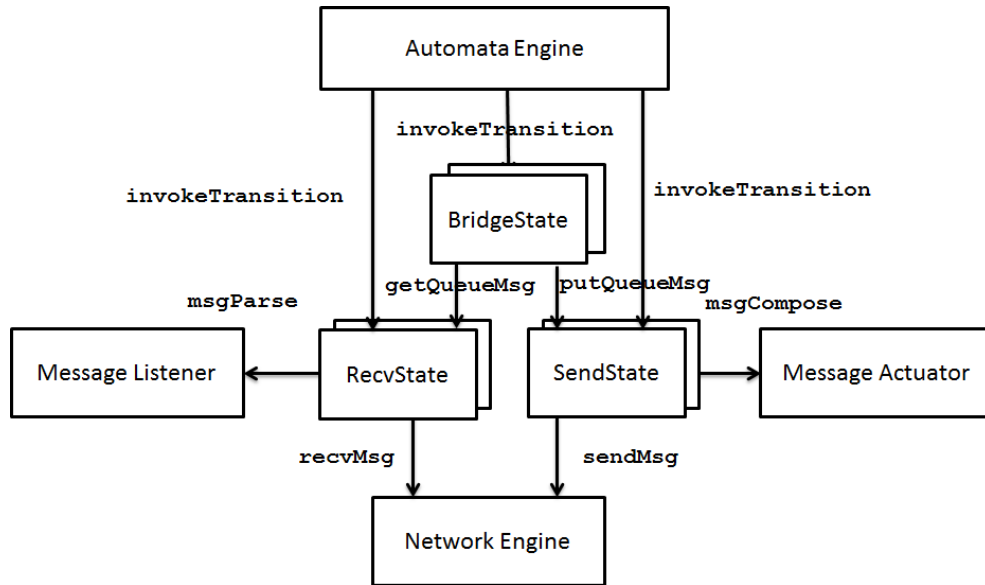 Automata Engine
invokeTransition
invokeTransition
invokeTransition
BridgeState
getQueueMsg
putQueueMsg
msgParse
msgCompose
Message Listener
RecvState
SendState
Message Actuator
recvMsg
sendMsg
Network Engine